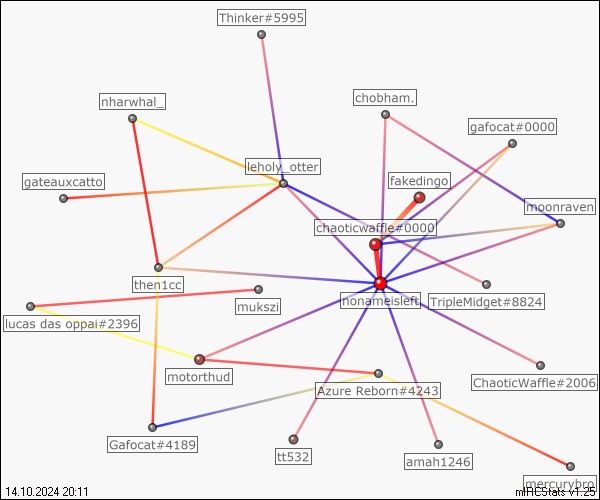 Thinker#5995
nharwhal_
chobham.
gafocat#0000
leholy_otter
gateauxcatto
fakedingo
moonraven
chaoticwaffle#0000
then1cc
mukszi
nonameisleft
TripleMidget#8824
lucas das oppai#2396
motorthud
Azure Reborn#4243
ChaoticWaffle#2006
Gafocat#4189
tt532
amah1246
mercurybro
14.10.2024 20:11
mIRCStats v1.25